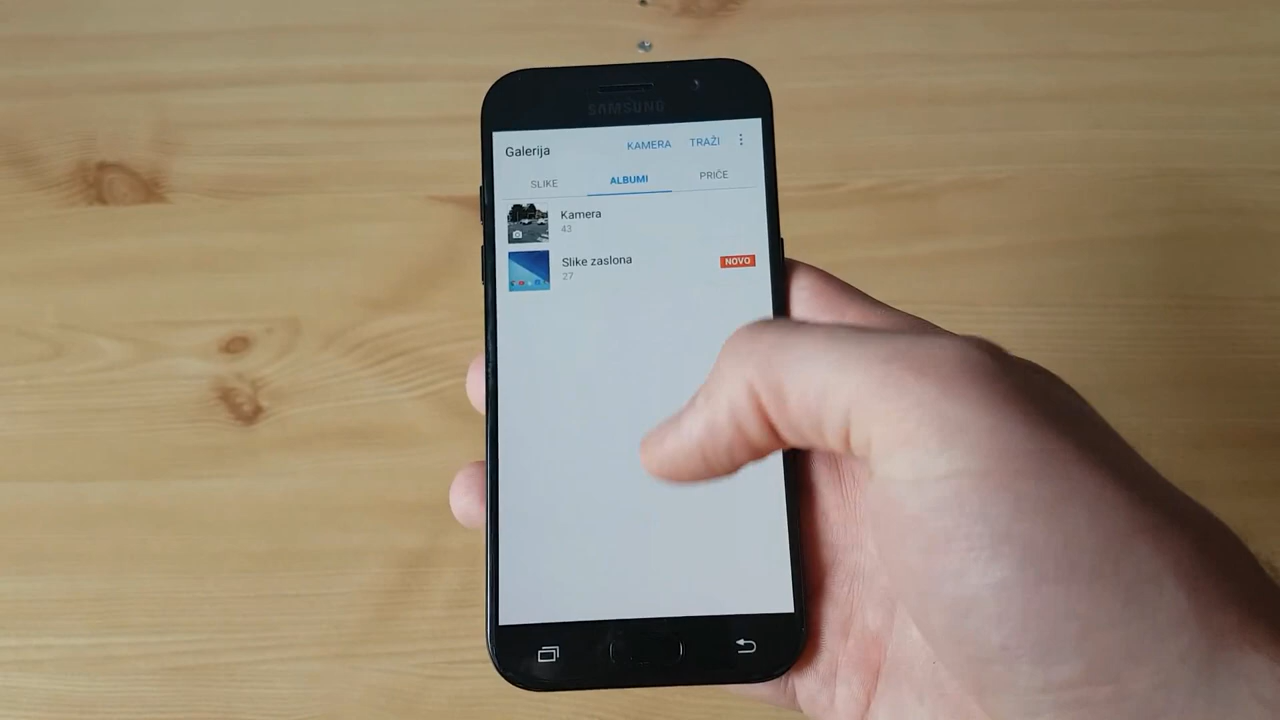 SAMSUNG
Galerija KAMERA TRAŽI
SLIKE ALBUMI PRIČE
Kamera
43
Slike zaslona NOVO
27